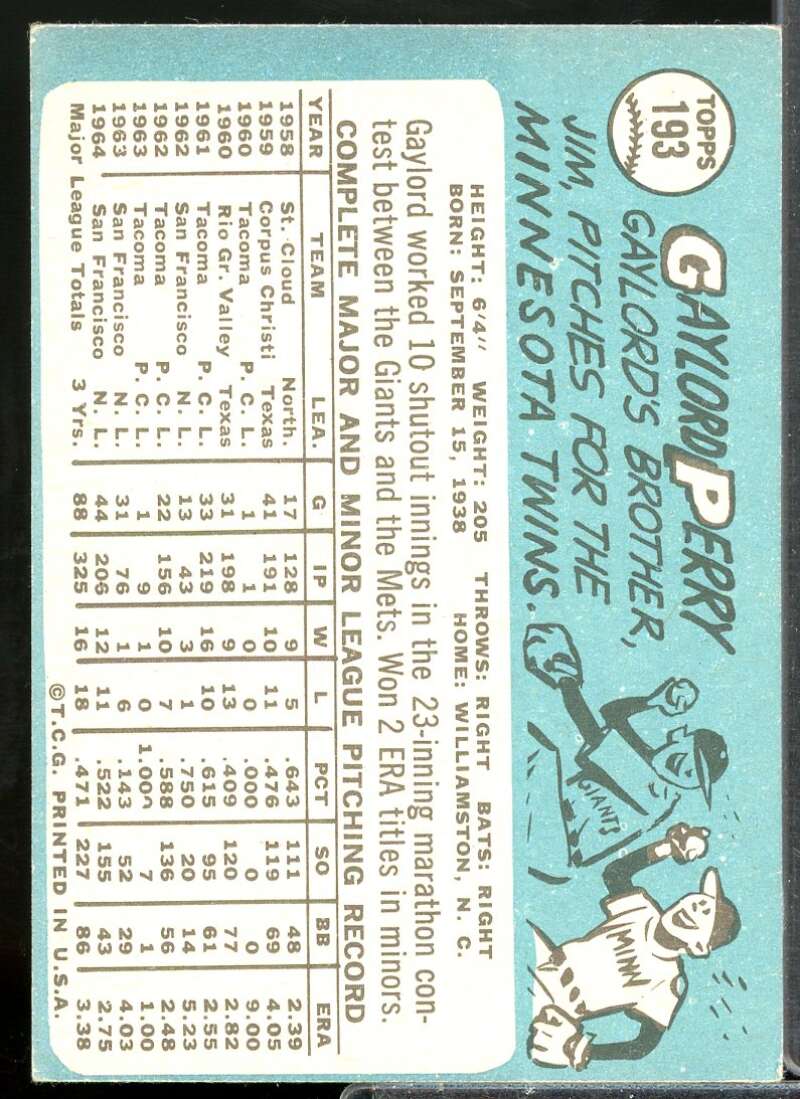 TOPPS
193
GAYLORD PERRY
GAYLORD'S BROTHER,
JIM, PITCHES FOR THE
MINNESOTA TWINS.
GIANTS
MINN
HEIGHT: 6'4" WEIGHT: 205 THROWS: RIGHT BATS: RIGHT
BORN: SEPTEMBER 15, 1938 HOME: WILLIAMSTON, N. C.
Gaylord worked 10 shutout innings in the 23-inning marathon con-
test between the Giants and the Mets. Won 2 ERA titles in minors.
COMPLETE MAJOR AND MINOR LEAGUE PITCHING RECORD
YEAR TEAM LEA. G IP W L PCT SO BB ERA
1958 St. Cloud North. 17 128 9 5 .643 111 48 2.39
1959 Corpus Christi Texas 41 191 10 11 .476 119 69 4.05
1960 Tacoma P. C. L. 1 1 0 0 .000 0 0 9.00
1960 Rio Gr. Valley Texas 31 198 9 13 .409 120 77 2.82
1961 Tacoma P. C. L. 33 219 16 10 .615 95 61 2.55
1962 San Francisco N. L. 13 43 3 1 .750 20 14 5.23
1962 Tacoma P. C. L. 22 156 10 7 .588 136 56 2.48
1963 Tacoma P. C. L. 1 9 1 0 1.000 7 1 1.00
1963 San Francisco N. L. 31 76 1 6 .143 52 29 4.03
1964 San Francisco N. L. 44 206 12 11 .522 155 43 2.75
Major League Totals 3 Yrs. 88 325 16 18 .471 227 86 3.38
©T.C.G. PRINTED IN U.S.A.